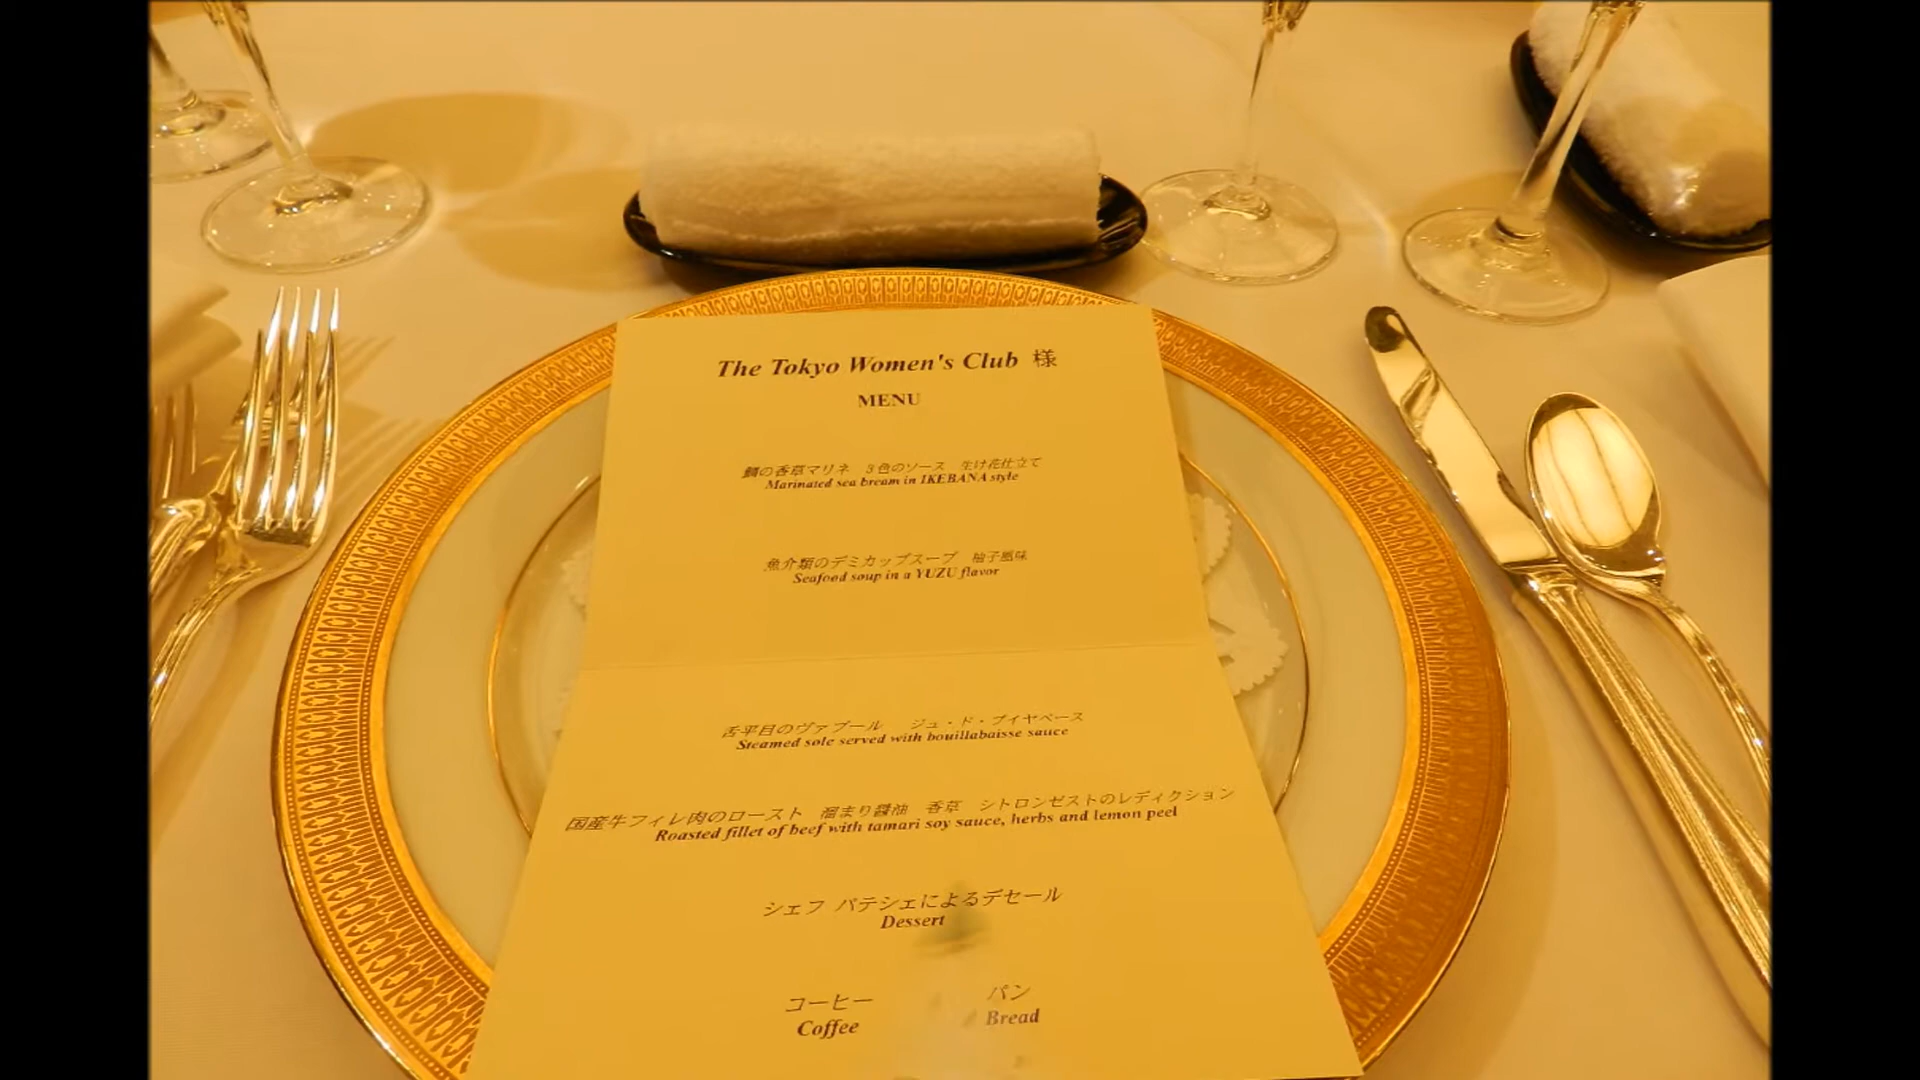 The Tokyo Women's Club 様
MENU
鯛の香草マリネ 3色のソース 生け花仕立て
Marinated sea bream in IKEBANA style
魚介類のデミカップスープ 柚子風味
Seafood soup in a YUZU flavor
舌平目のヴァプール ジュ・ド・ブイヤベース
Steamed sole served with bouillabaisse sauce
国産牛フィレ肉のロースト 溜まり醤油 香草 シトロンゼストのレディクション
Roasted fillet of beef with tamari soy sauce, herbs and lemon peel
シェフ パテシェによるデセール
Dessert
コーヒー パン
Coffee Bread